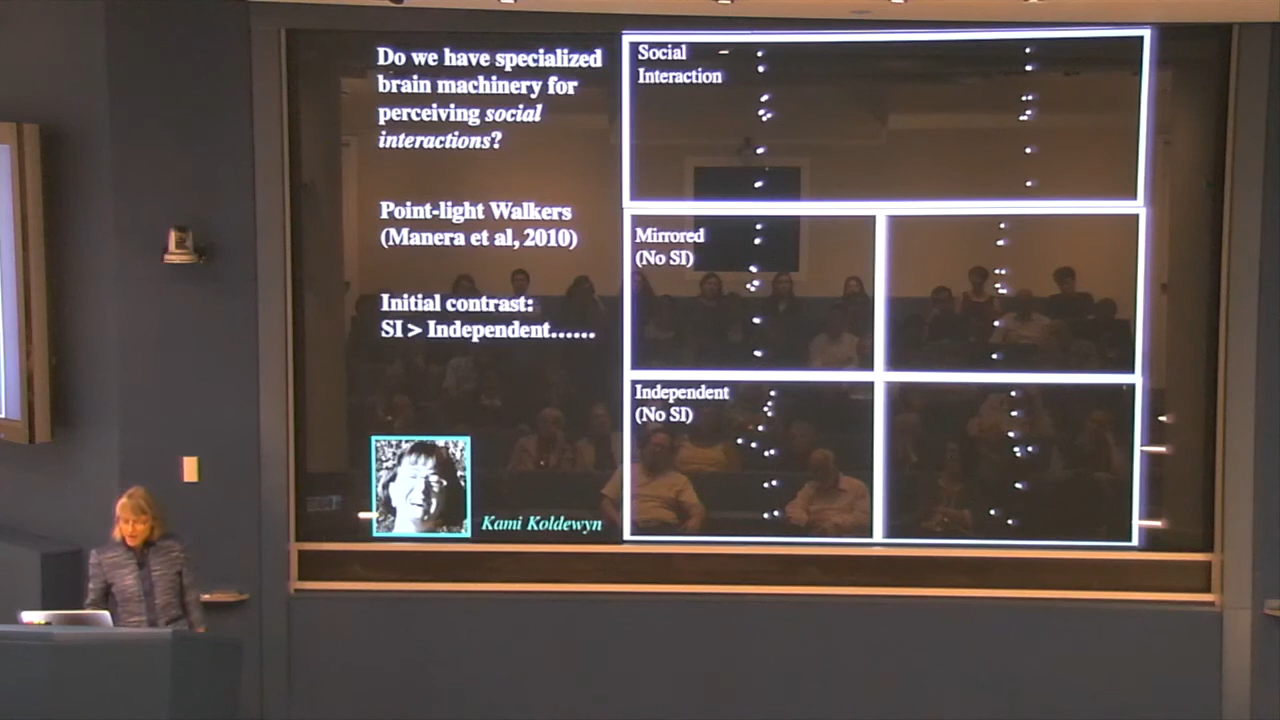 Do we have specialized
brain machinery for
perceiving social
interactions?
Point-light Walkers
(Manera et al, 2010)
Initial contrast:
SI > Independent......
Kami Koldewyn
Social
Interaction
Mirrored
(No SI)
Independent
(No SI)